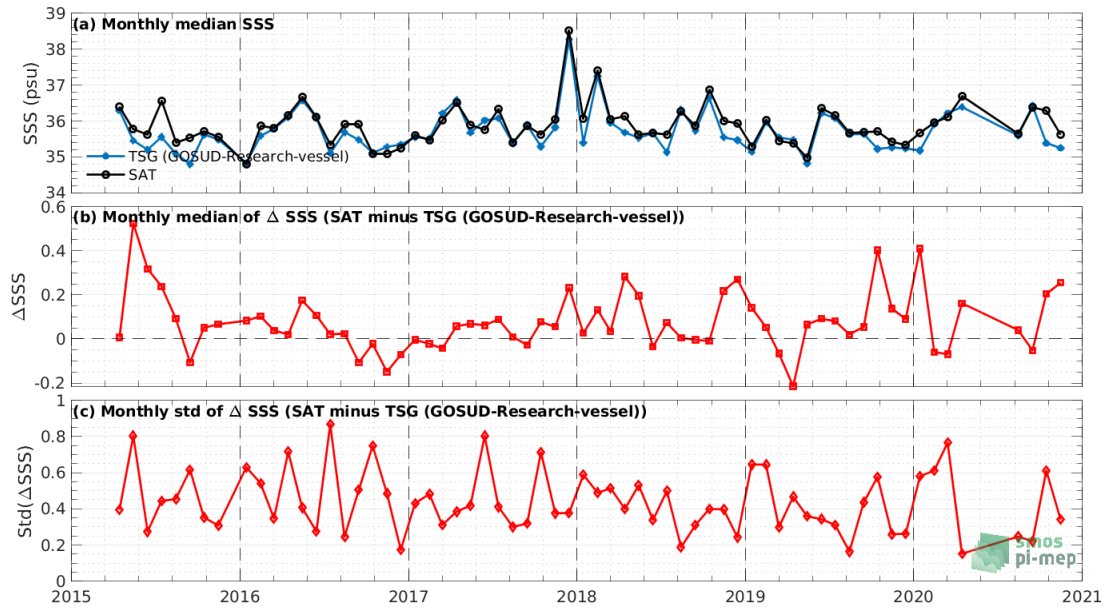 (a) Monthly median SSS
39
38
37
36
35
34
SSS (psu)
TSG (GOSUD-Research-vessel)
SAT
(b) Monthly median of Δ SSS (SAT minus TSG (GOSUD-Research-vessel))
0.6
0.4
0.2
0
-0.2
ΔSSS
(c) Monthly std of Δ SSS (SAT minus TSG (GOSUD-Research-vessel))
1
0.8
0.6
0.4
0.2
0
Std(ΔSSS)
smos
pi-mep
2015 2016 2017 2018 2019 2020 2021